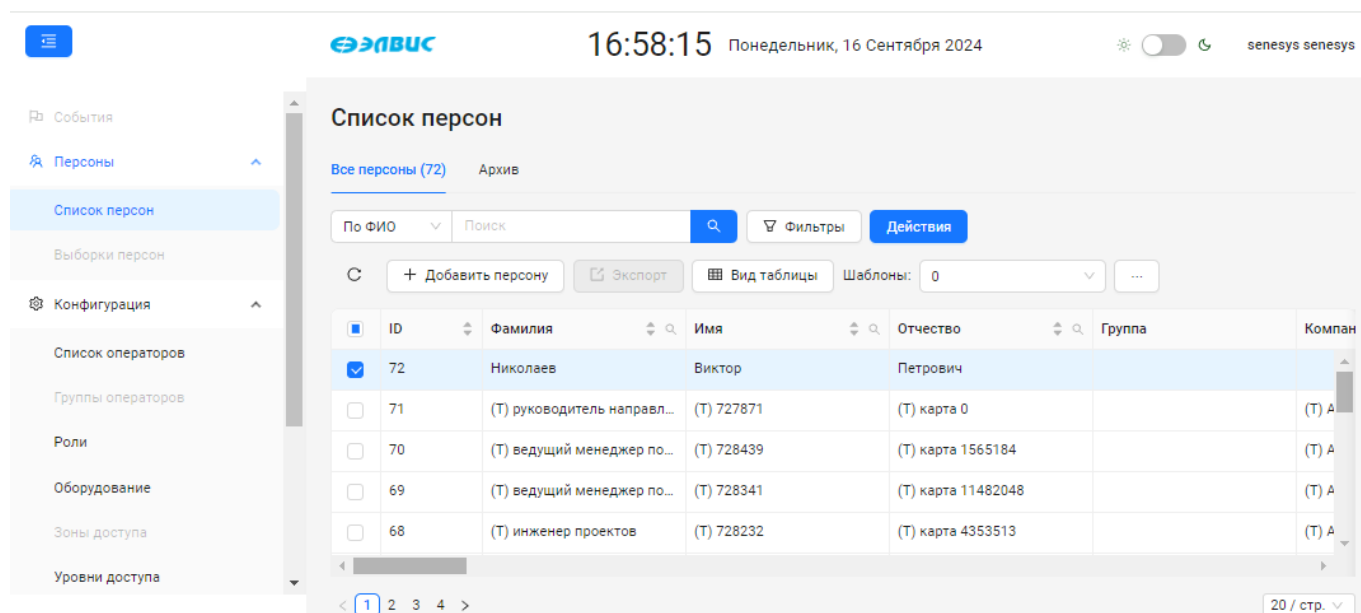 ЭЛВИС 16:58:15 Понедельник, 16 Сентября 2024 senesys senesys
События
Персоны
Список персон
Выборки персон
Конфигурация
Список операторов
Группы операторов
Роли
Оборудование
Зоны доступа
Уровни доступа
Список персон
Все персоны (72) Архив
По ФИО Поиск Фильтры Действия
+ Добавить персону Экспорт Вид таблицы Шаблоны: 0 ...
ID Фамилия Имя Отчество Группа Компан
72 Николаев Виктор Петрович
71 (Т) руководитель направл... (Т) 727871 (Т) карта 0 (Т) А
70 (Т) ведущий менеджер по... (Т) 728439 (Т) карта 1565184 (Т) А
69 (Т) ведущий менеджер по... (Т) 728341 (Т) карта 11482048 (Т) А
68 (Т) инженер проектов (Т) 728232 (Т) карта 4353513 (Т) А
< 1 2 3 4 > 20 / стр.